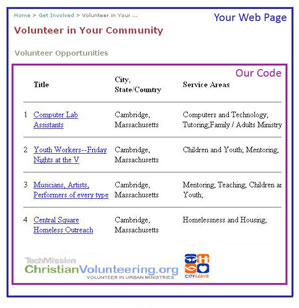 Your Web Page
Home > Get Involved > Volunteer in Your ...
Volunteer in Your Community
Volunteer Opportunities
Our Code
Title City, State/Country Service Areas
1 Computer Lab Assistants Cambridge, Massachusetts Computers and Technology, Tutoring,Family / Adults Ministry
2 Youth Workers--Friday Nights at the V Cambridge, Massachusetts Children and Youth; Mentoring,
3 Musicians, Artists, Performers of every type Cambridge, Massachusetts Mentoring, Teaching, Children an Youth,
4 Central Square Homeless Outreach Cambridge, Massachusetts Homelessness and Housing,
TechMission
ChristianVolunteering.org
VOLUNTEER IN URBAN MINISTRIES